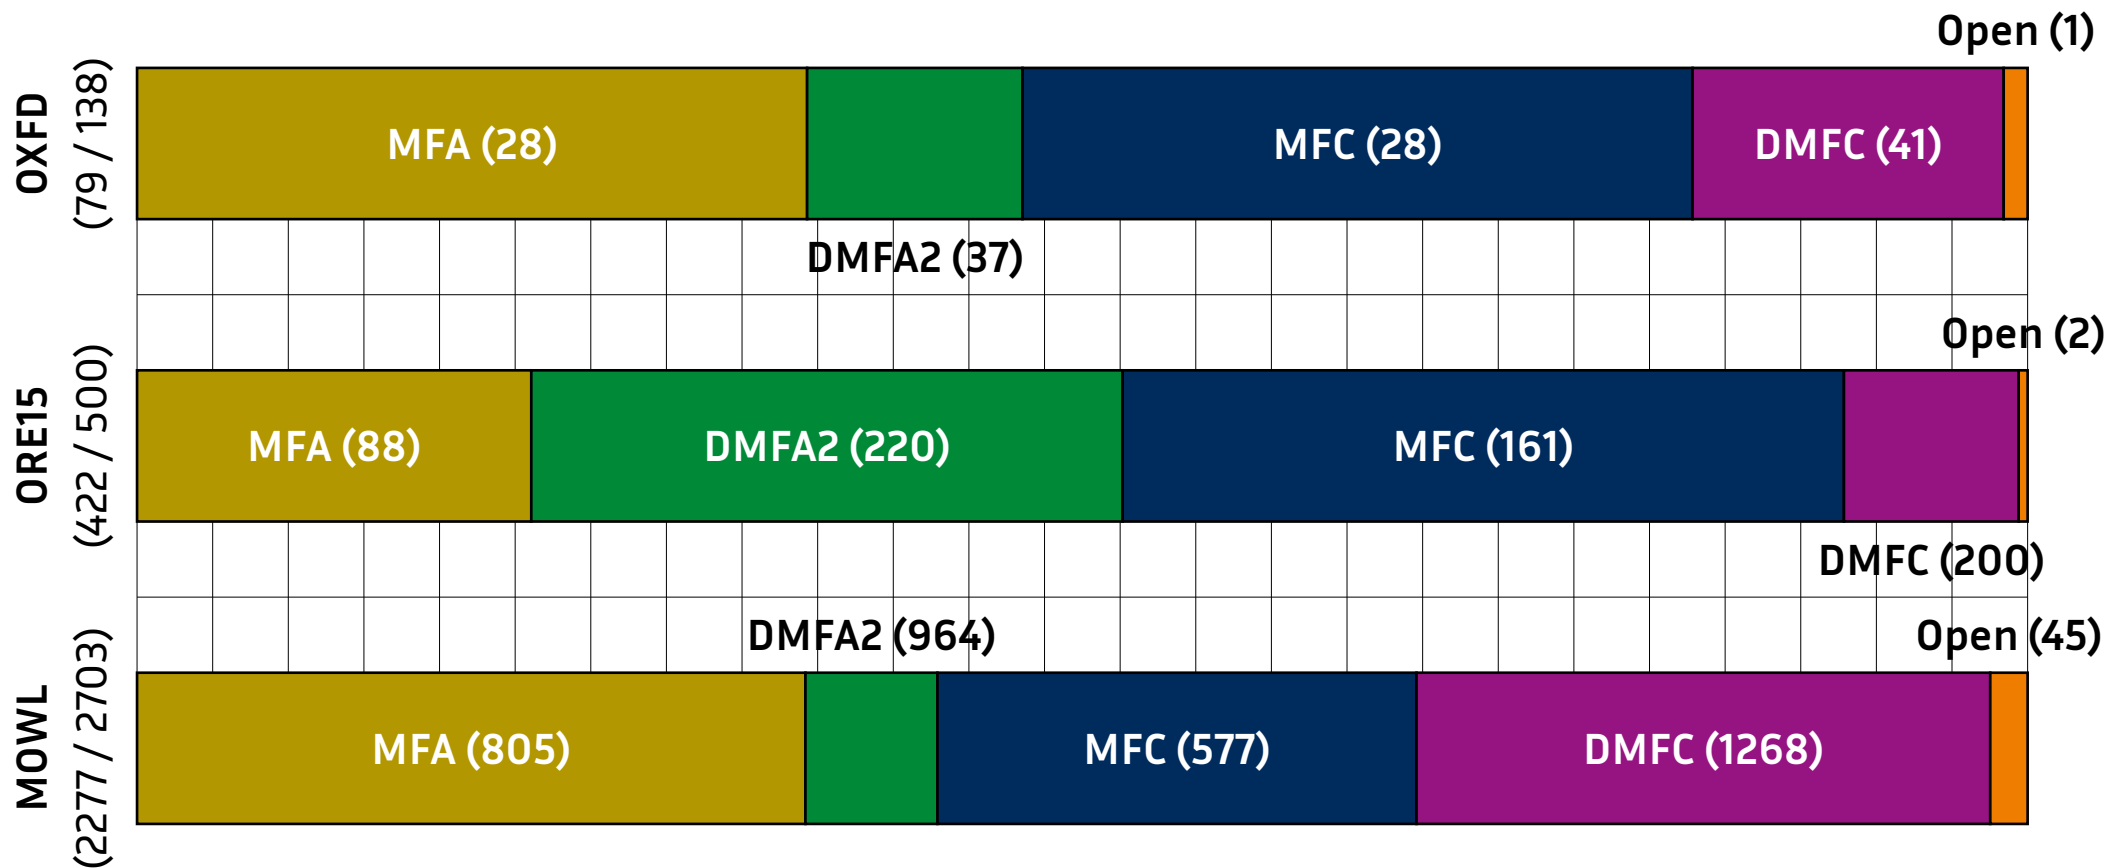 Open (1)
OXFD
(79 / 138)
MFA (28)
MFC (28)
DMFC (41)
DMFA2 (37)
Open (2)
ORE15
(422 / 500)
MFA (88)
DMFA2 (220)
MFC (161)
DMFC (200)
DMFA2 (964)
Open (45)
MOWL
(2277 / 2703)
MFA (805)
MFC (577)
DMFC (1268)